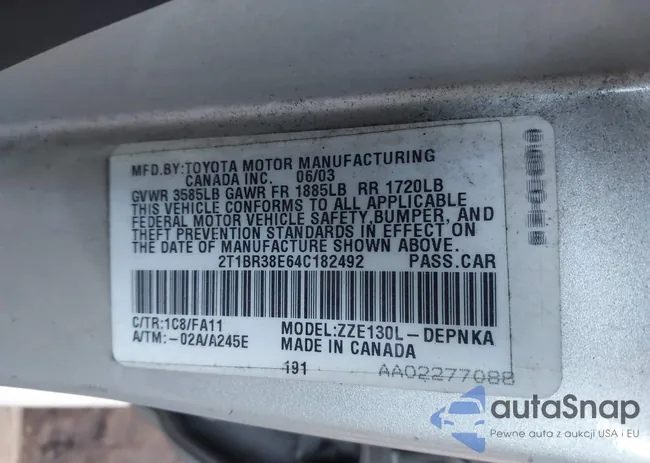 MFD.BY:TOYOTA MOTOR MANUFACTURING
CANADA INC. 06/03
GVWR 3585LB GAWR FR 1885LB RR 1720LB
THIS VEHICLE CONFORMS TO ALL APPLICABLE
FEDERAL MOTOR VEHICLE SAFETY,BUMPER, AND
THEFT PREVENTION STANDARDS IN EFFECT ON
THE DATE OF MANUFACTURE SHOWN ABOVE.
2T1BR38E64C182492 PASS.CAR
C/TR:1C8/FA11 MODEL:ZZE130L-DEPNKA
A/TM:-02A/A245E MADE IN CANADA
191 AA02277088
autaSnap
Pewne auta z aukcji USA i EU